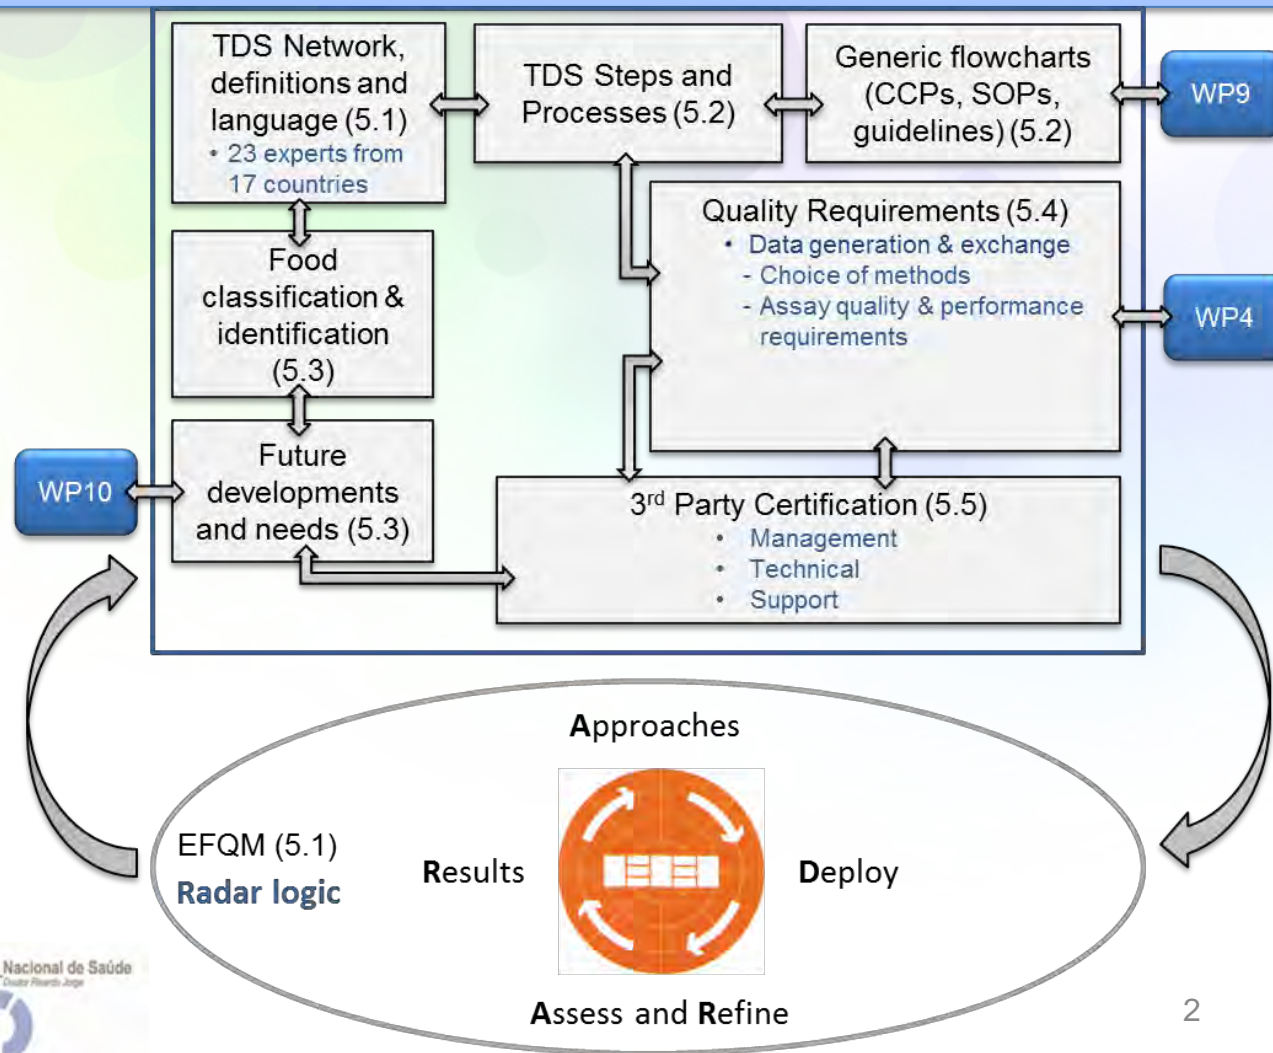 TDS Network,
definitions and
language (5.1)
• 23 experts from
17 countries
TDS Steps and
Processes (5.2)
Generic flowcharts
(CCPs, SOPs,
guidelines) (5.2)
WP9
Quality Requirements (5.4)
• Data generation & exchange
- Choice of methods
- Assay quality & performance
requirements
WP4
Food
classification &
identification
(5.3)
Future
developments
and needs (5.3)
WP10
3rd Party Certification (5.5)
• Management
• Technical
• Support
Approaches
EFQM (5.1)
Radar logic
Results
Deploy
Assess and Refine
Nacional de Saúde
Doutor Ricardo Jorge
2